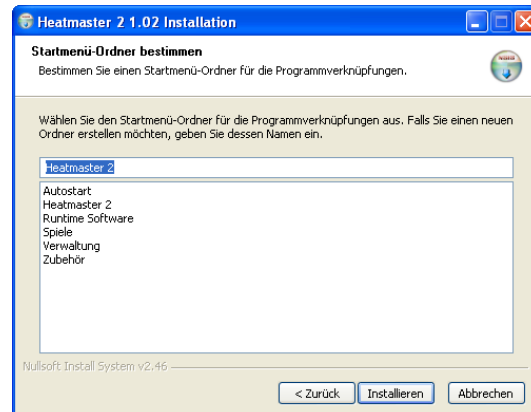 Heatmaster 2 1.02 Installation
Startmenü-Ordner bestimmen
Bestimmen Sie einen Startmenü-Ordner für die Programmverknüpfungen.
Wählen Sie den Startmenü-Ordner für die Programmverknüpfungen aus. Falls Sie einen neuen
Ordner erstellen möchten, geben Sie dessen Namen ein.
Heatmaster 2
Autostart
Heatmaster 2
Runtime Software
Spiele
Verwaltung
Zubehör
Nullsoft Install System v2.46
< Zurück
Installieren
Abbrechen